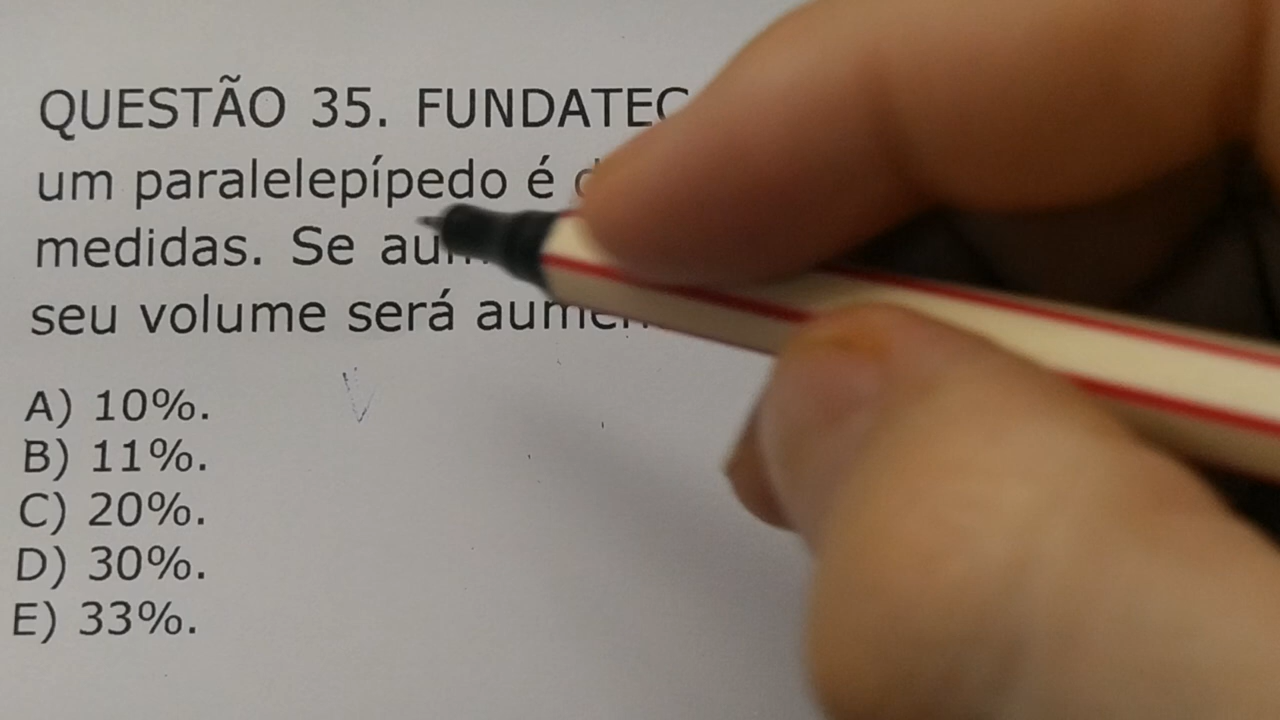 QUESTÃO 35. FUNDATEC
um paralelepípedo é
medidas. Se
seu volume será
A) 10%.
B) 11%.
C) 20%.
D) 30%.
E) 33%.